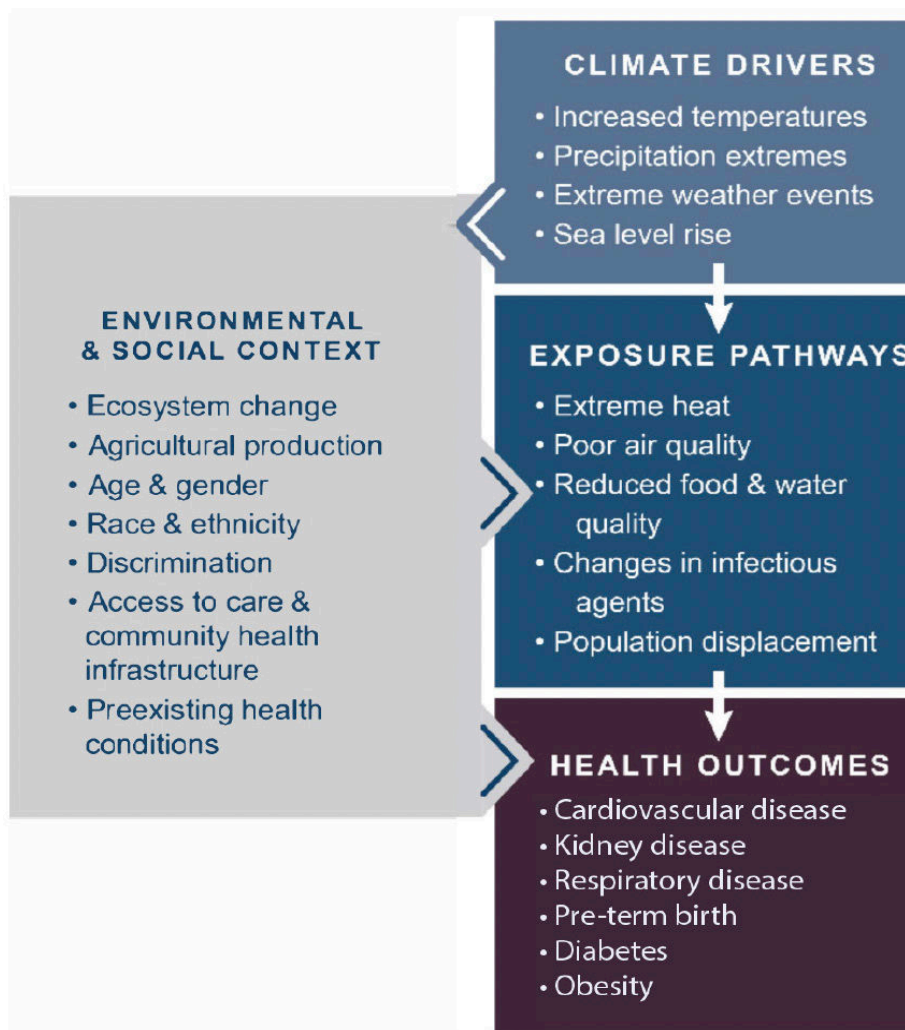 CLIMATE DRIVERS
• Increased temperatures
• Precipitation extremes
• Extreme weather events
• Sea level rise
ENVIRONMENTAL
& SOCIAL CONTEXT
• Ecosystem change
• Agricultural production
• Age & gender
• Race & ethnicity
• Discrimination
• Access to care &
community health
infrastructure
• Preexisting health
conditions
EXPOSURE PATHWAYS
• Extreme heat
• Poor air quality
• Reduced food & water
quality
• Changes in infectious
agents
• Population displacement
HEALTH OUTCOMES
• Cardiovascular disease
• Kidney disease
• Respiratory disease
• Pre-term birth
• Diabetes
• Obesity